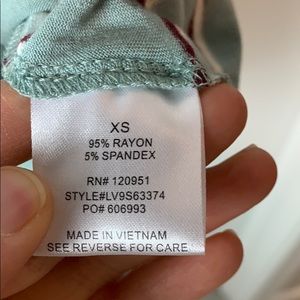 XS
95% RAYON
5% SPANDEX
RN# 120951
STYLE#LV9S63374
PO# 606993
MADE IN VIETNAM
SEE REVERSE FOR CARE